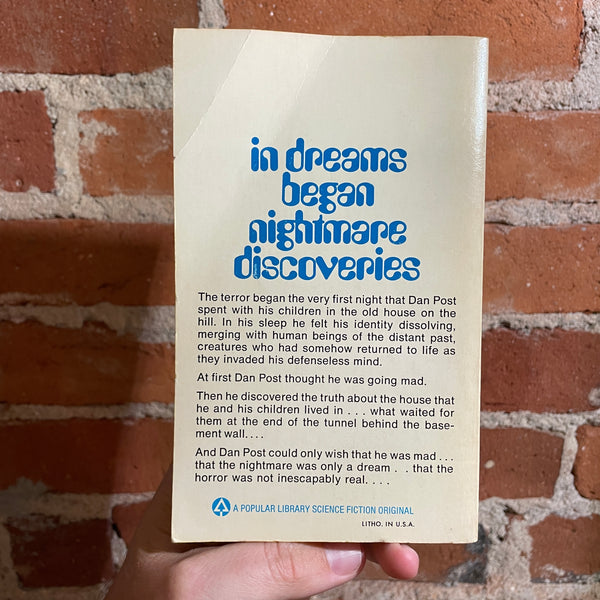 in dreams
began
nightmare
discoveries
The terror began the very first night that Dan Post
spent with his children in the old house on the
hill. In his sleep he felt his identity dissolving,
merging with human beings of the distant past,
creatures who had somehow returned to life as
they invaded his defenseless mind.
At first Dan Post thought he was going mad.
Then he discovered the truth about the house that
he and his children lived in . . . what waited for
them at the end of the tunnel behind the base-
ment wall. . . .
And Dan Post could only wish that he was mad . . .
that the nightmare was only a dream . . that the
horror was not inescapably real. . . .
A POPULAR LIBRARY SCIENCE FICTION ORIGINAL
LITHO. IN U.S.A.